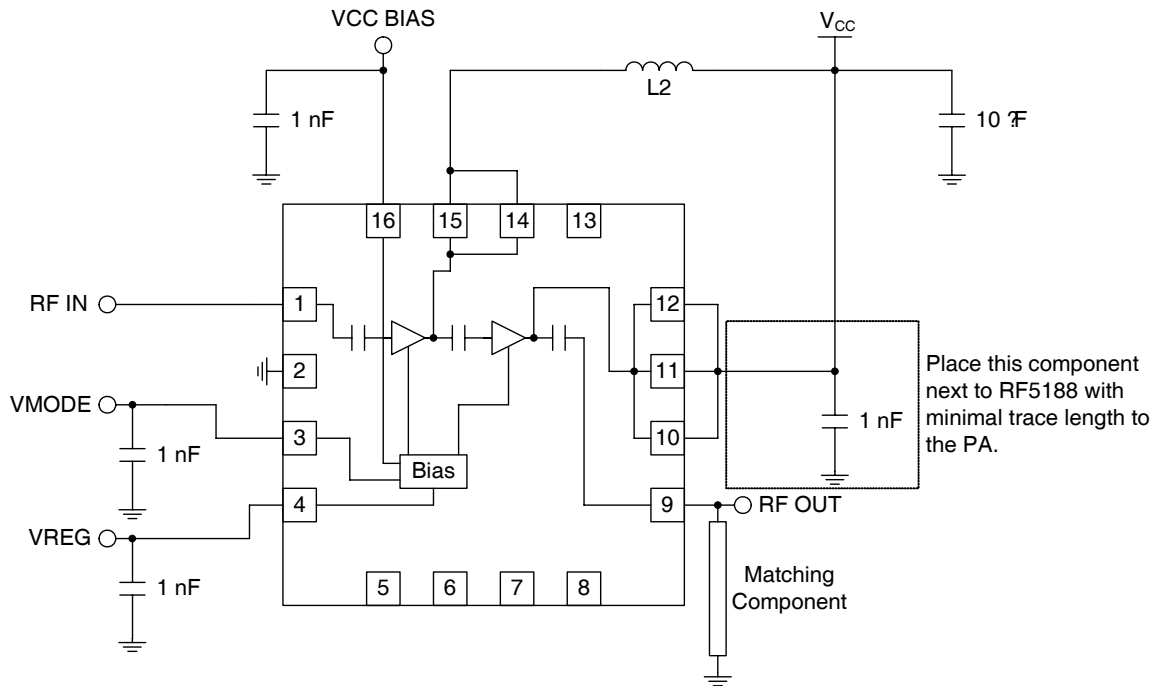 VCC BIAS
VCC
1 nF
L2
10 ?F
16
15
14
13
RF IN
1
12
2
11
Place this component
next to RF5188 with
minimal trace length to
the PA.
VMODE
3
10
1 nF
1 nF
Bias
4
9
RF OUT
VREG
1 nF
5
6
7
8
Matching
Component